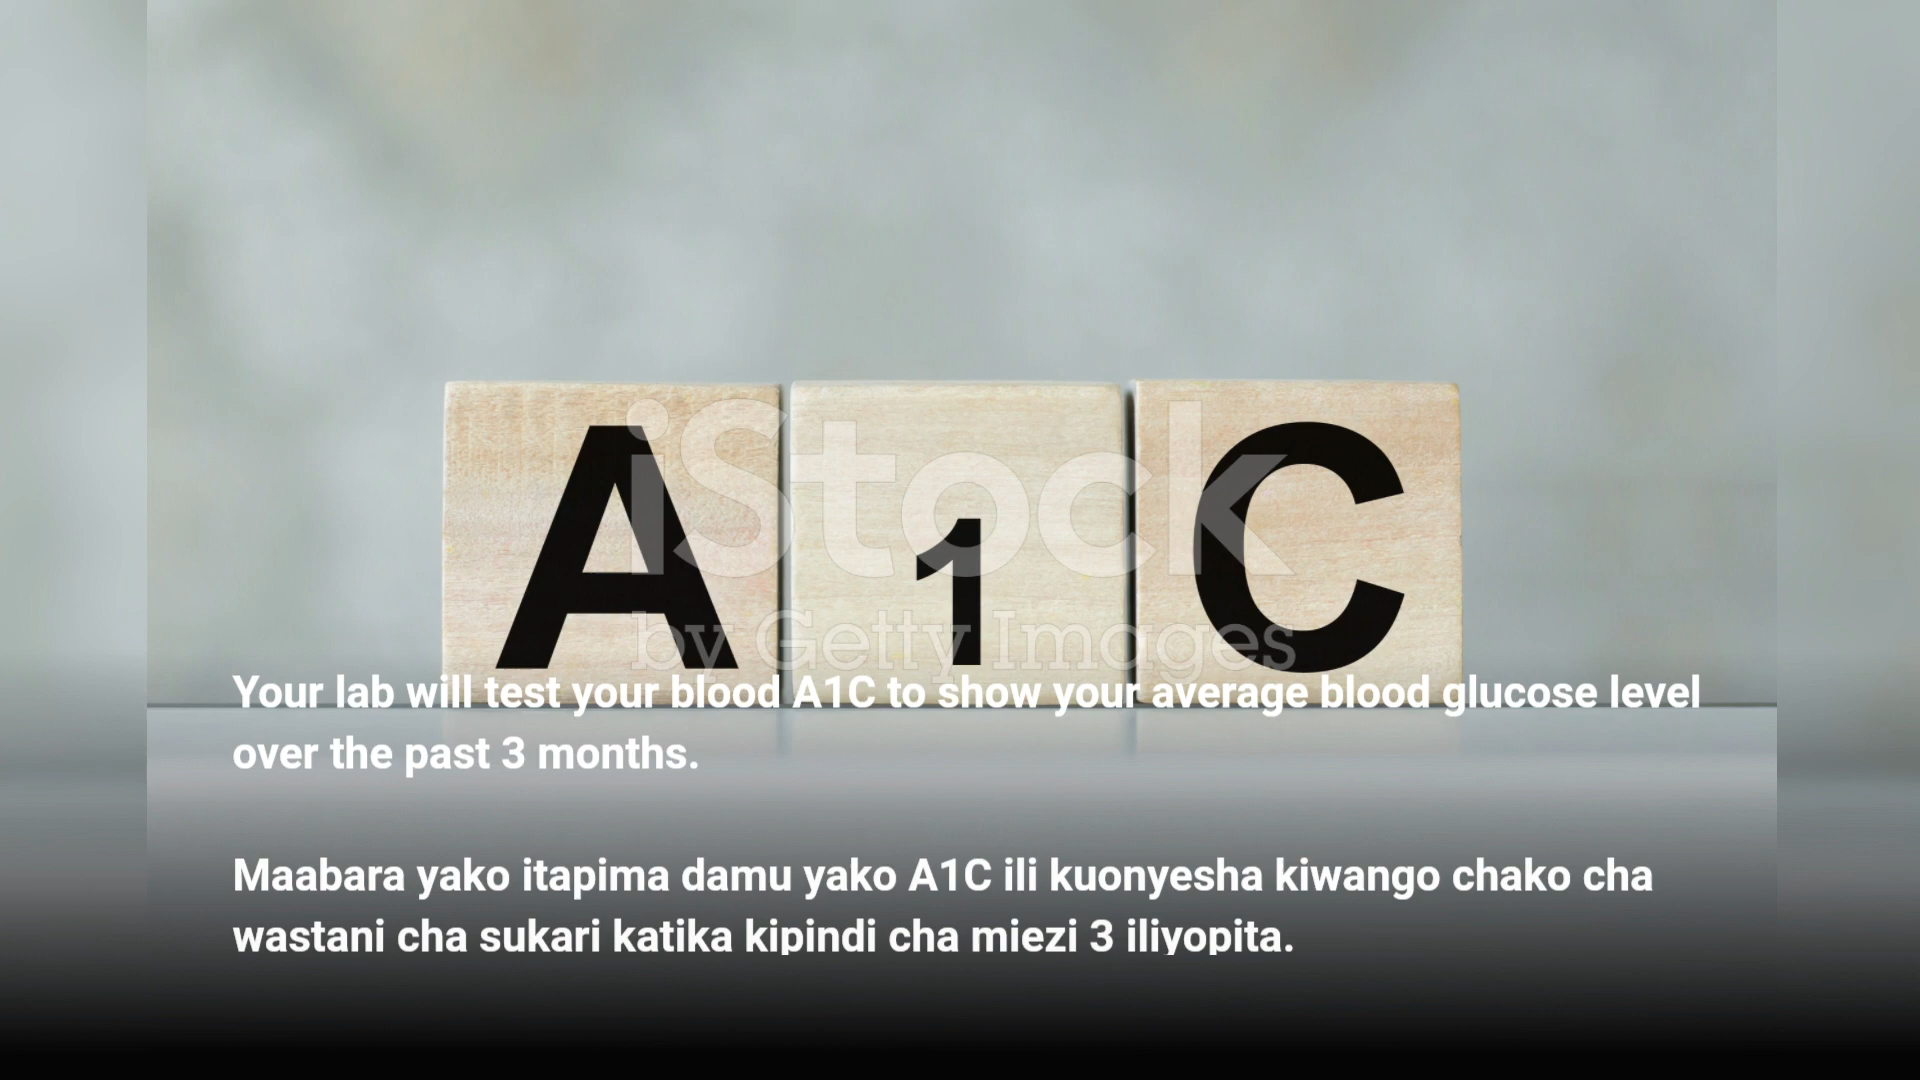 A 1 C
iStock
by Getty Images
Your lab will test your blood A1C to show your average blood glucose level
over the past 3 months.
Maabara yako itapima damu yako A1C ili kuonyesha kiwango chako cha
wastani cha sukari katika kipindi cha miezi 3 iliyopita.